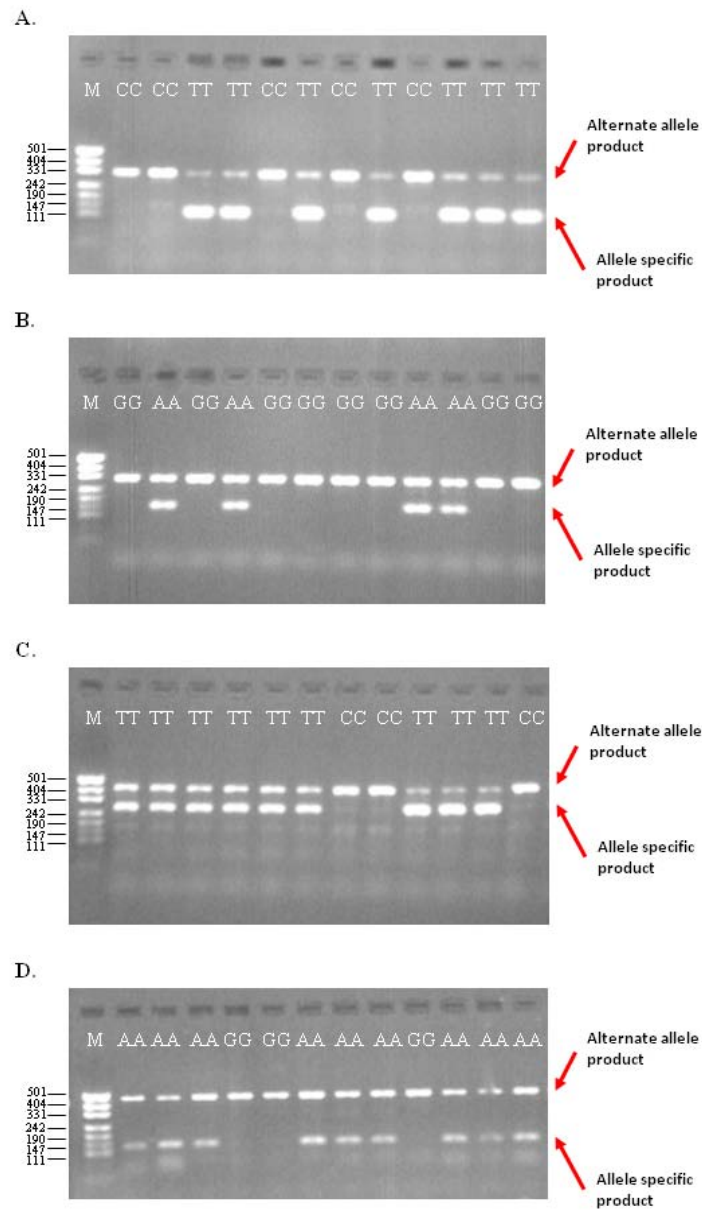 A.
M CC CC TT TT CC TT CC TT CC TT TT TT
501
404
331
242
190
147
111
Alternate allele
product
Allele specific
product
B.
M GG AA GG AA GG GG GG GG AA AA GG GG
501
404
331
242
190
147
111
Alternate allele
product
Allele specific
product
C.
M TT TT TT TT TT TT CC CC TT TT TT CC
501
404
331
242
190
147
111
Alternate allele
product
Allele specific
product
D.
M AA AA AA GG GG AA AA AA GG AA AA AA
501
404
331
242
190
147
111
Alternate allele
product
Allele specific
product